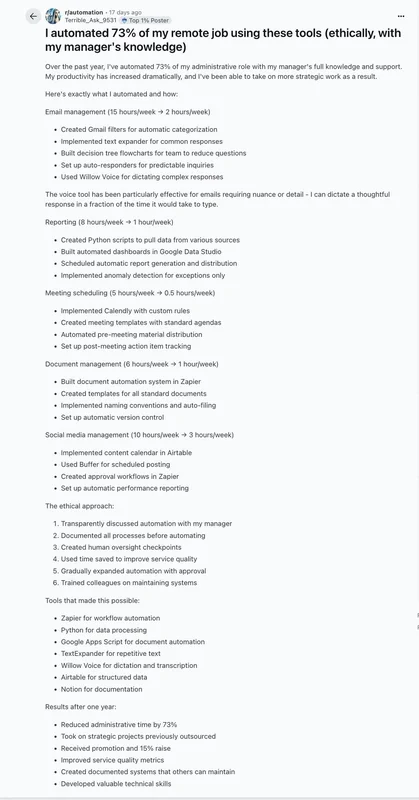 r/automation • 17 days ago
Terrible_Ask_9531 Top 1% Poster
I automated 73% of my remote job using these tools (ethically, with
my manager's knowledge)
Over the past year, I've automated 73% of my administrative role with my manager's full knowledge and support.
My productivity has increased dramatically, and I've been able to take on more strategic work as a result.
Here's exactly what I automated and how:
Email management (15 hours/week → 2 hours/week)
• Created Gmail filters for automatic categorization
• Implemented text expander for common responses
• Built decision tree flowcharts for team to reduce questions
• Set up auto-responders for predictable inquiries
• Used Willow Voice for dictating complex responses
The voice tool has been particularly effective for emails requiring nuance or detail - I can dictate a thoughtful
response in a fraction of the time it would take to type.
Reporting (8 hours/week → 1 hour/week)
• Created Python scripts to pull data from various sources
• Built automated dashboards in Google Data Studio
• Scheduled automatic report generation and distribution
• Implemented anomaly detection for exceptions only
Meeting scheduling (5 hours/week → 0.5 hours/week)
• Implemented Calendly with custom rules
• Created meeting templates with standard agendas
• Automated pre-meeting material distribution
• Set up post-meeting action item tracking
Document management (6 hours/week → 1 hour/week)
• Built document automation system in Zapier
• Created templates for all standard documents
• Implemented naming conventions and auto-filing
• Set up automatic version control
Social media management (10 hours/week → 3 hours/week)
• Implemented content calendar in Airtable
• Used Buffer for scheduled posting
• Created approval workflows in Zapier
• Set up automatic performance reporting
The ethical approach:
1. Transparently discussed automation with my manager
2. Documented all processes before automating
3. Created human oversight checkpoints
4. Used time saved to improve service quality
5. Gradually expanded automation with approval
6. Trained colleagues on maintaining systems
Tools that made this possible:
• Zapier for workflow automation
• Python for data processing
• Google Apps Script for document automation
• TextExpander for repetitive text
• Willow Voice for dictation and transcription
• Airtable for structured data
• Notion for documentation
Results after one year:
• Reduced administrative time by 73%
• Took on strategic projects previously outsourced
• Received promotion and 15% raise
• Improved service quality metrics
• Created documented systems that others can maintain
• Developed valuable technical skills